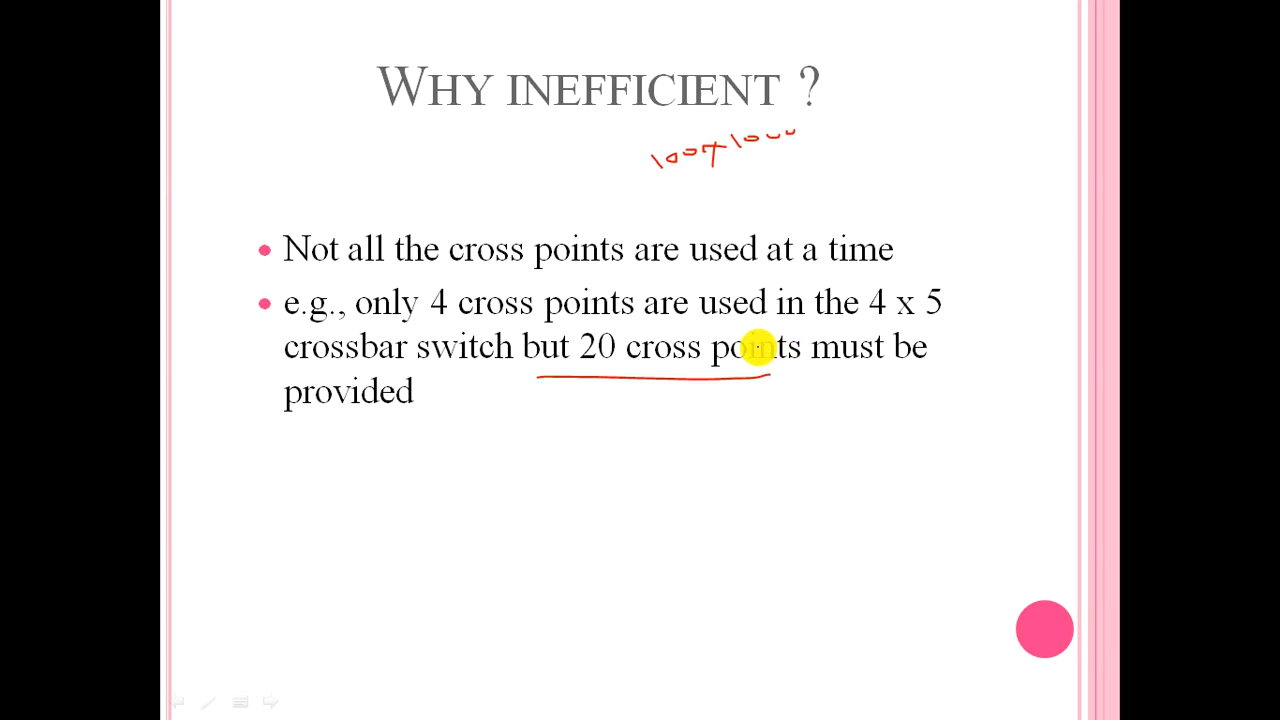 WHY INEFFICIENT ?
100x1000
Not all the cross points are used at a time
e.g., only 4 cross points are used in the 4 x 5
crossbar switch but 20 cross points must be
provided